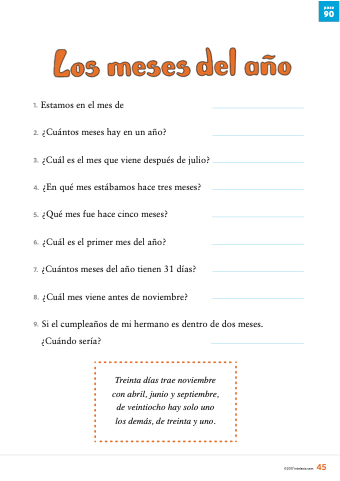 paso
90
Los meses del año
1. Estamos en el mes de
2. ¿Cuántos meses hay en un año?
3. ¿Cuál es el mes que viene después de julio?
4. ¿En qué mes estábamos hace tres meses?
5. ¿Qué mes fue hace cinco meses?
6. ¿Cuál es el primer mes del año?
7. ¿Cuántos meses del año tienen 31 días?
8. ¿Cuál mes viene antes de noviembre?
9. Si el cumpleaños de mi hermano es dentro de dos meses.
¿Cuándo sería?
Treinta días trae noviembre
con abril, junio y septiembre,
de veintiocho hay solo uno
los demás, de treinta y uno.
45